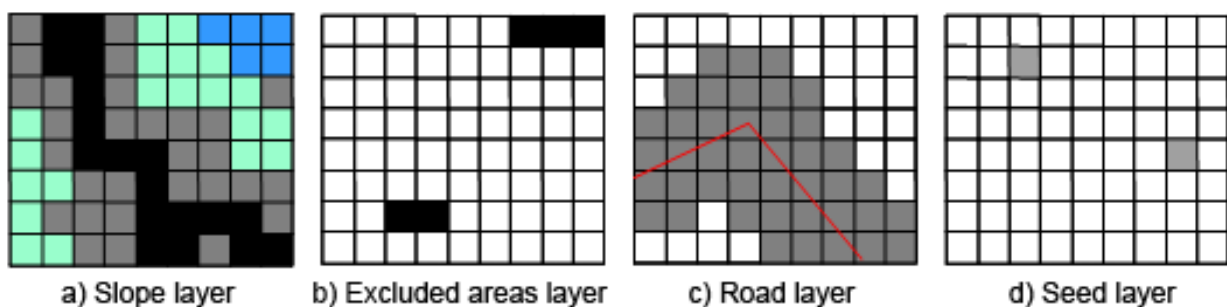 a) Slope layer
b) Excluded areas layer
c) Road layer
d) Seed layer